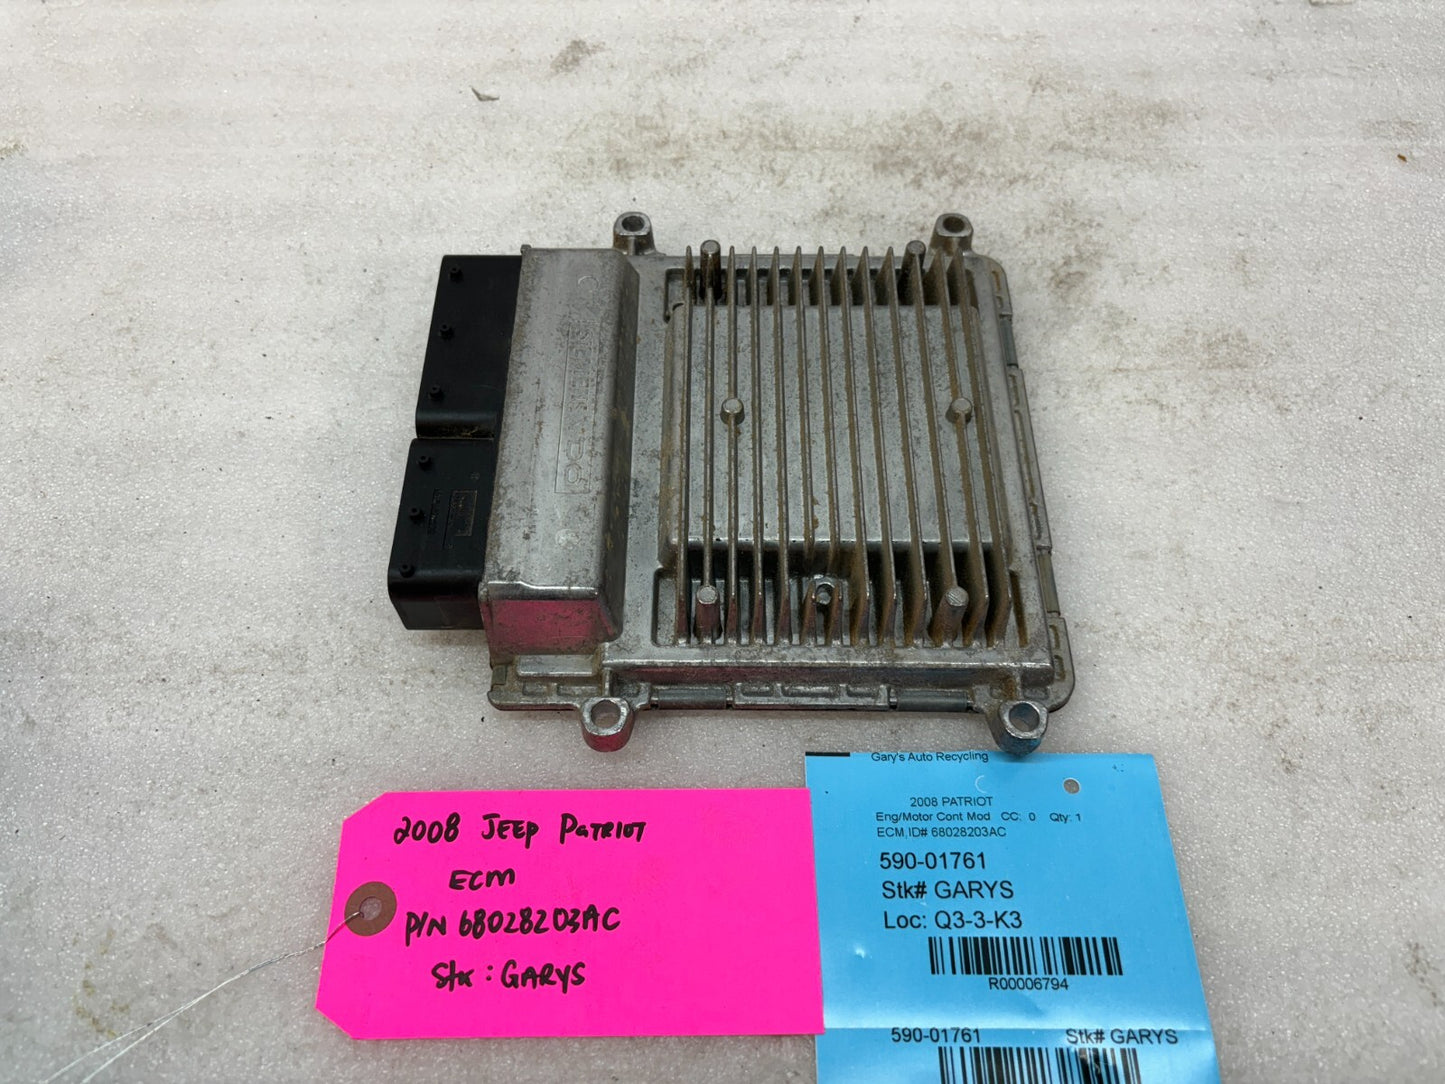 2008 JEEP PATRIOT
ECM
P/N 68028203AC
Stk: GARYS
Gary's Auto Recycling
2008 PATRIOT
Eng/Motor Cont Mod CC: 0 Qty: 1
ECM,ID# 68028203AC
590-01761
Stk# GARYS
Loc: Q3-3-K3
R00006794
590-01761 Stk# GARYS